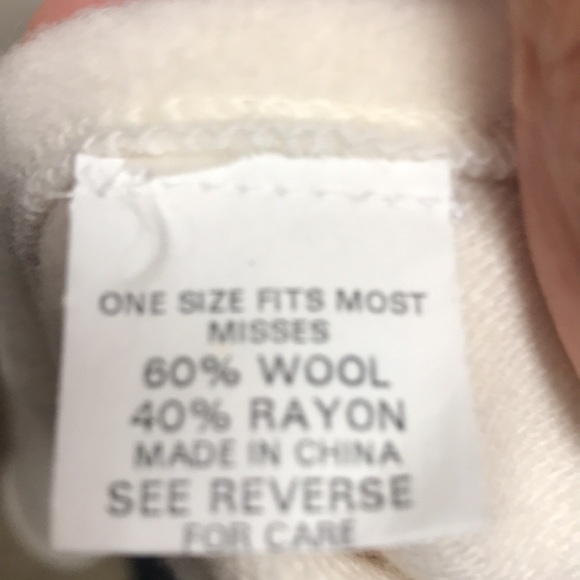 ONE SIZE FITS MOST
MISSES
60% WOOL
40% RAYON
MADE IN CHINA
SEE REVERSE
FOR CARE